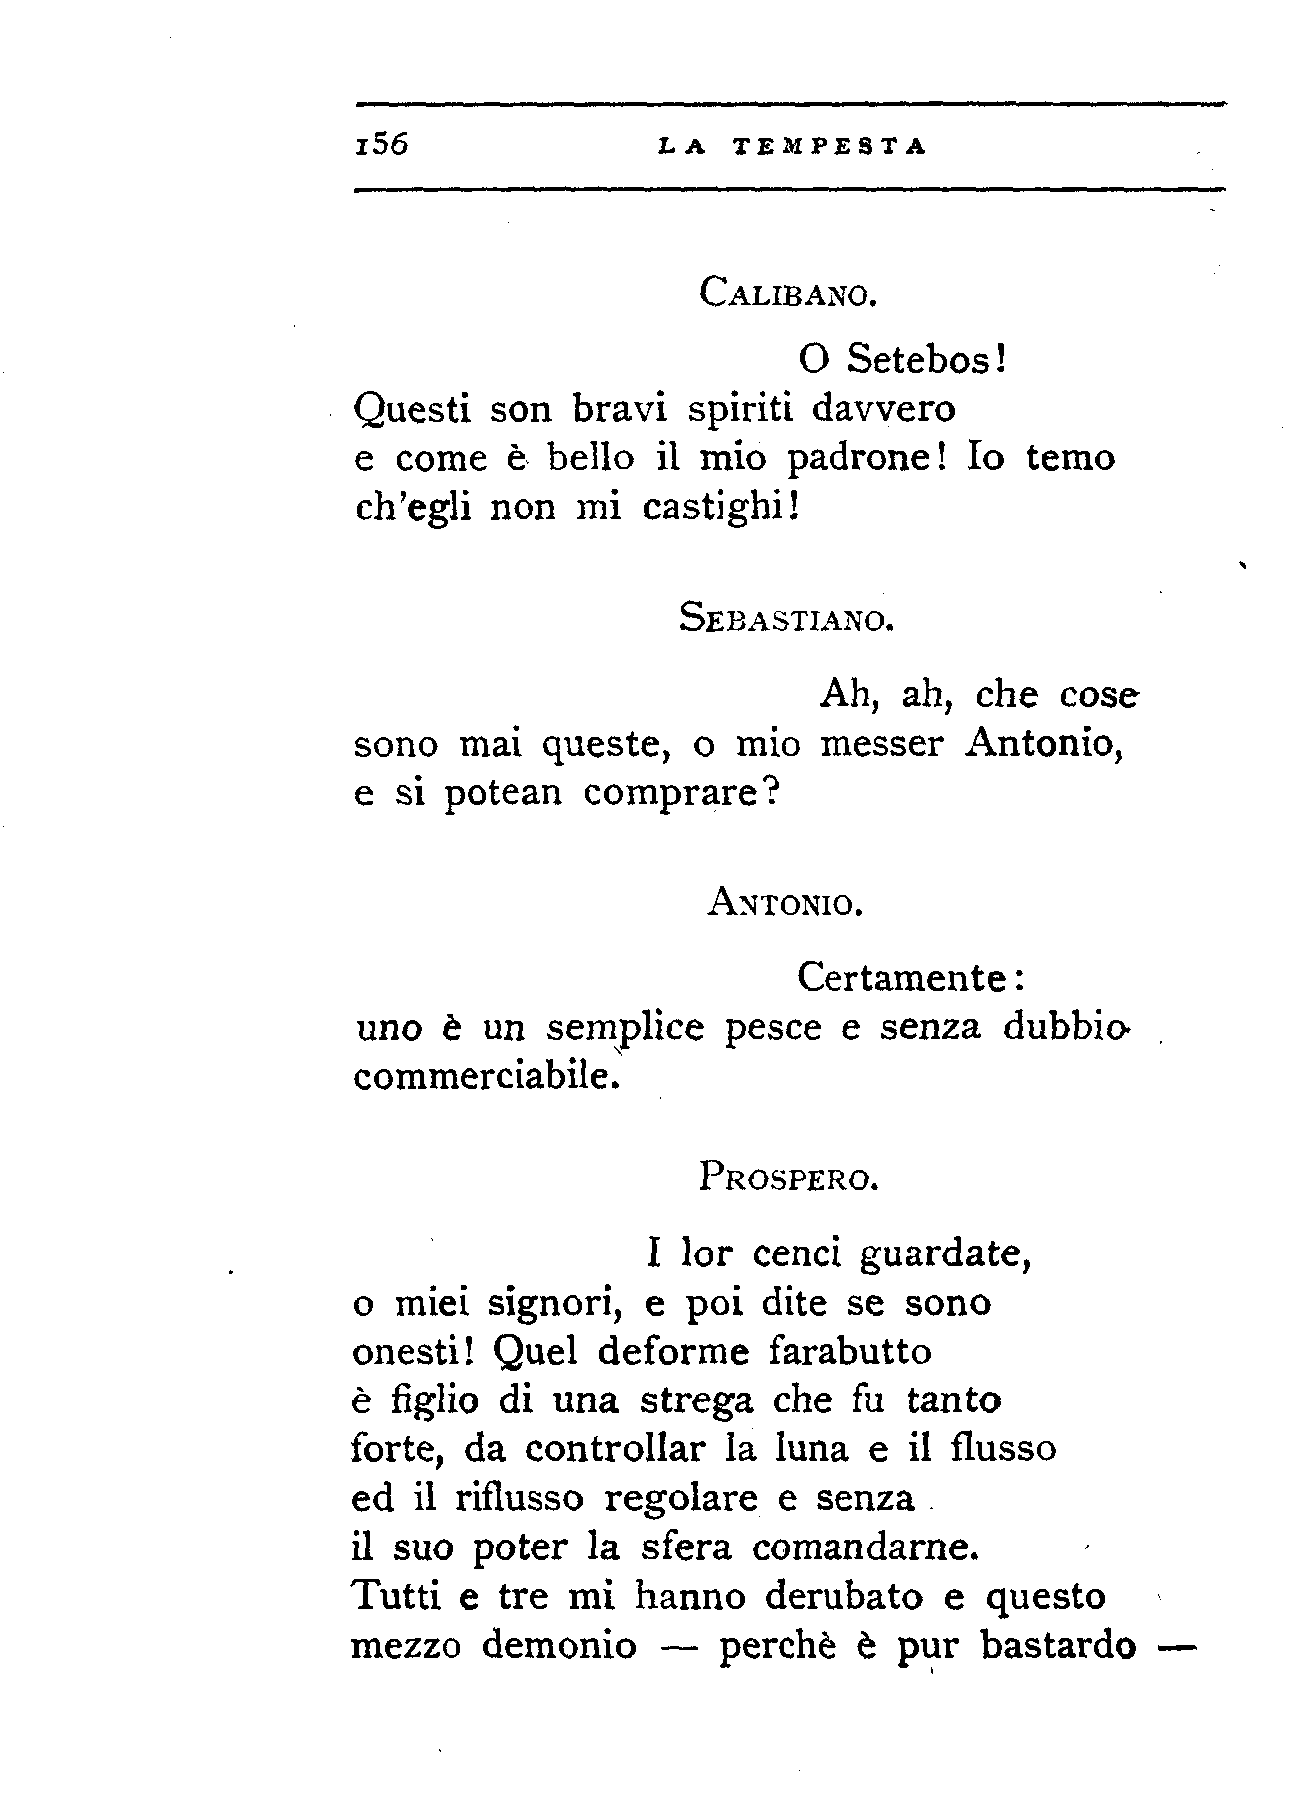 156 LA TEMPESTA
CALIBANO.
O Setebos!
Questi son bravi spiriti davvero
e come è bello il mio padrone! Io temo
ch'egli non mi castighi!
SEBASTIANO.
Ah, ah, che cose
sono mai queste, o mio messer Antonio,
e si potean comprare?
ANTONIO.
Certamente:
uno è un semplice pesce e senza dubbio
commerciabile.
PROSPERO.
I lor cenci guardate,
o miei signori, e poi dite se sono
onesti! Quel deforme farabutto
è figlio di una strega che fu tanto
forte, da controllar la luna e il flusso
ed il riflusso regolare e senza
il suo poter la sfera comandarne.
Tutti e tre mi hanno derubato e questo
mezzo demonio — perchè è pur bastardo —